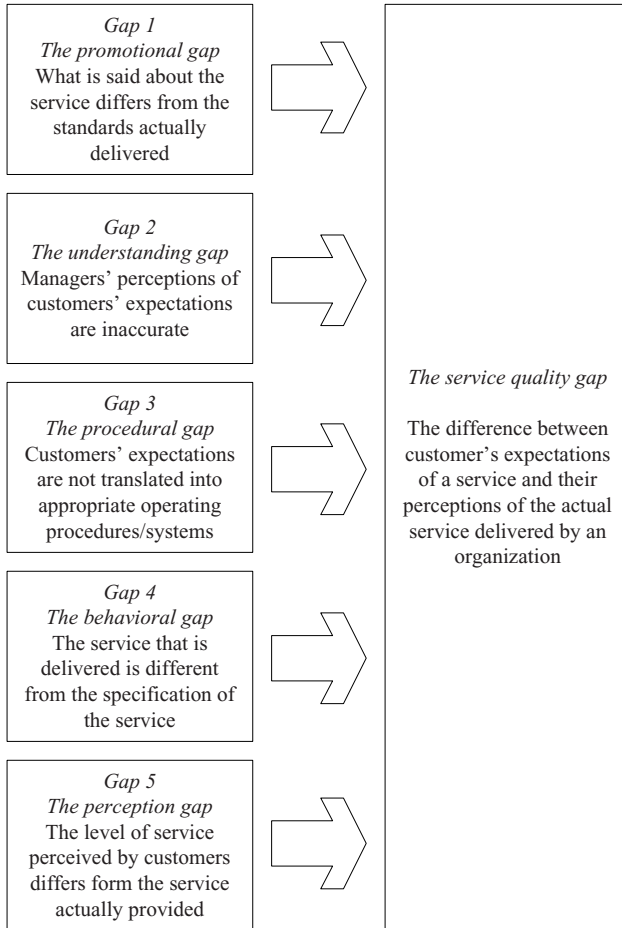 Gap 1
The promotional gap
What is said about the
service differs from the
standards actually
delivered
Gap 2
The understanding gap
Managers’ perceptions of
customers’ expectations
are inaccurate
Gap 3
The procedural gap
Customers’ expectations
are not translated into
appropriate operating
procedures/systems
Gap 4
The behavioral gap
The service that is
delivered is different
from the specification of
the service
Gap 5
The perception gap
The level of service
perceived by customers
differs form the service
actually provided
The service quality gap
The difference between
customer’s expectations
of a service and their
perceptions of the actual
service delivered by an
organization